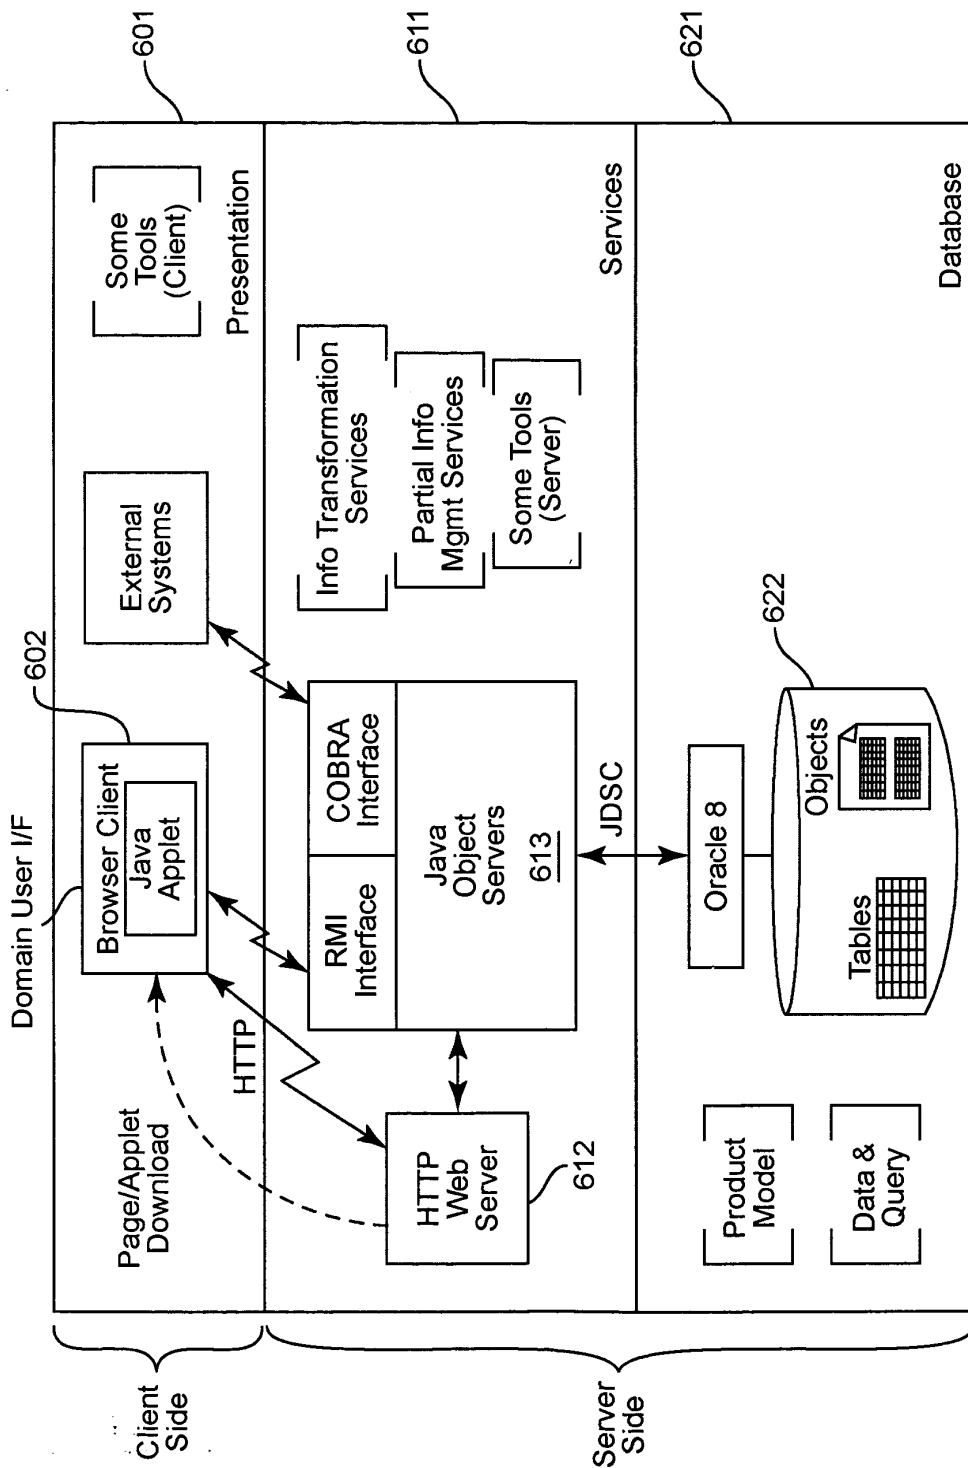 Domain User I/F
602
601
611
621
Client
Side
Page/Applet
Download
HTTP
Browser Client
Java
Applet
External
Systems
Some
Tools
(Client)
Presentation
Server
Side
HTTP
Web
Server
612
RMI
Interface
COBRA
Interface
Java
Object
Servers
613
Info Transformation
Services
Partial Info
Mgmt Services
Some Tools
(Server)
Services
JDSC
Product
Model
Data &
Query
Oracle 8
Tables
Objects
622
Database